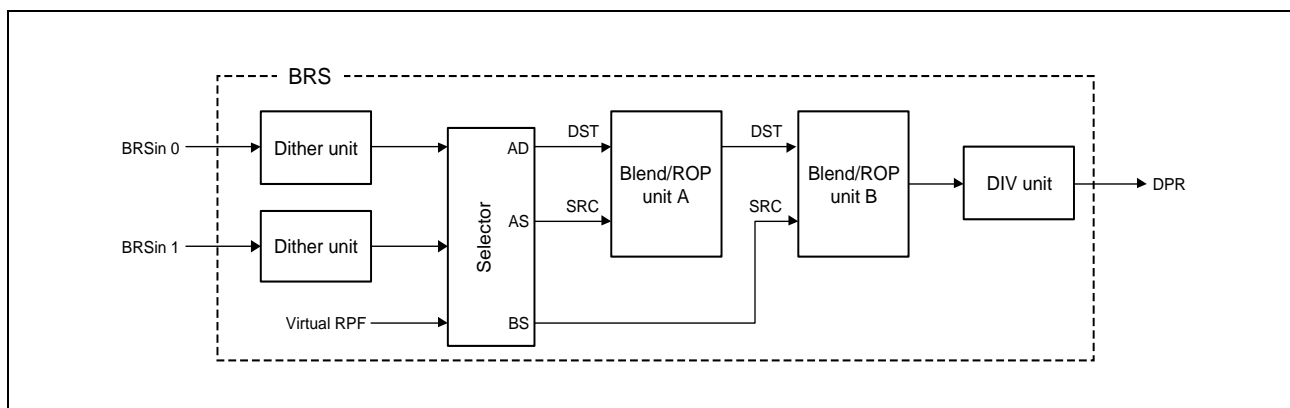 BRS
BRSin 0
Dither unit
AD
DST
Blend/ROP
unit A
DST
Blend/ROP
unit B
DIV unit
DPR
BRSin 1
Dither unit
Selector
AS
SRC
SRC
Virtual RPF
BS